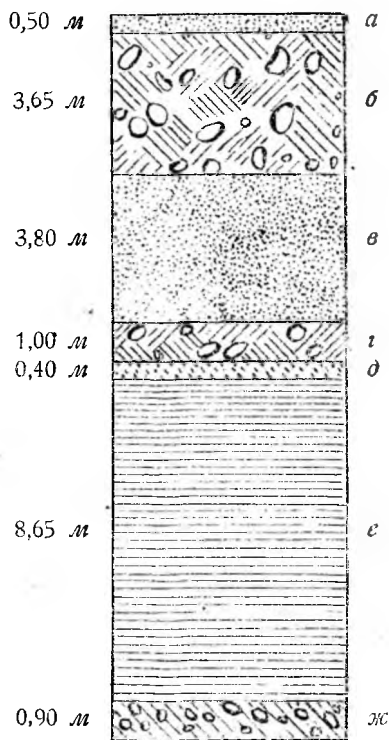 0,50 м а
3,65 м б
3,80 м в
1,00 м г
0,40 м д
8,65 м е
0,90 м ж